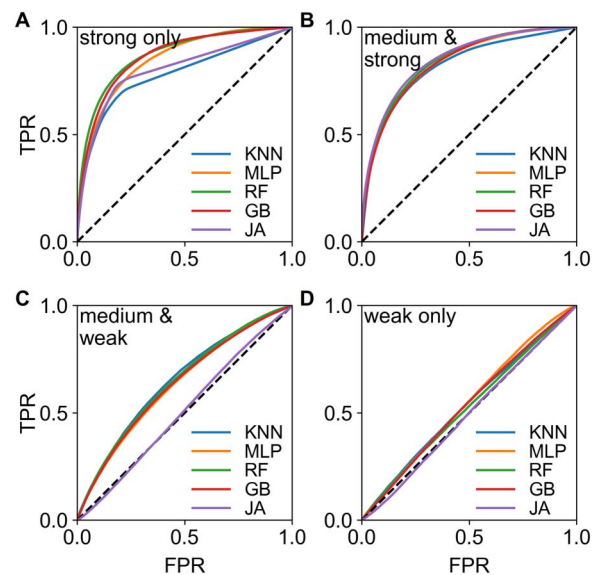 A
strong only
1.0
0.5
0.0
TPR
KNN
MLP
RF
GB
JA
0.0
0.5
1.0
B
medium &
strong
1.0
0.5
0.0
KNN
MLP
RF
GB
JA
0.0
0.5
1.0
C
medium &
weak
1.0
0.5
0.0
TPR
KNN
MLP
RF
GB
JA
0.0
0.5
1.0
FPR
D
weak only
1.0
0.5
0.0
KNN
MLP
RF
GB
JA
0.0
0.5
1.0
FPR